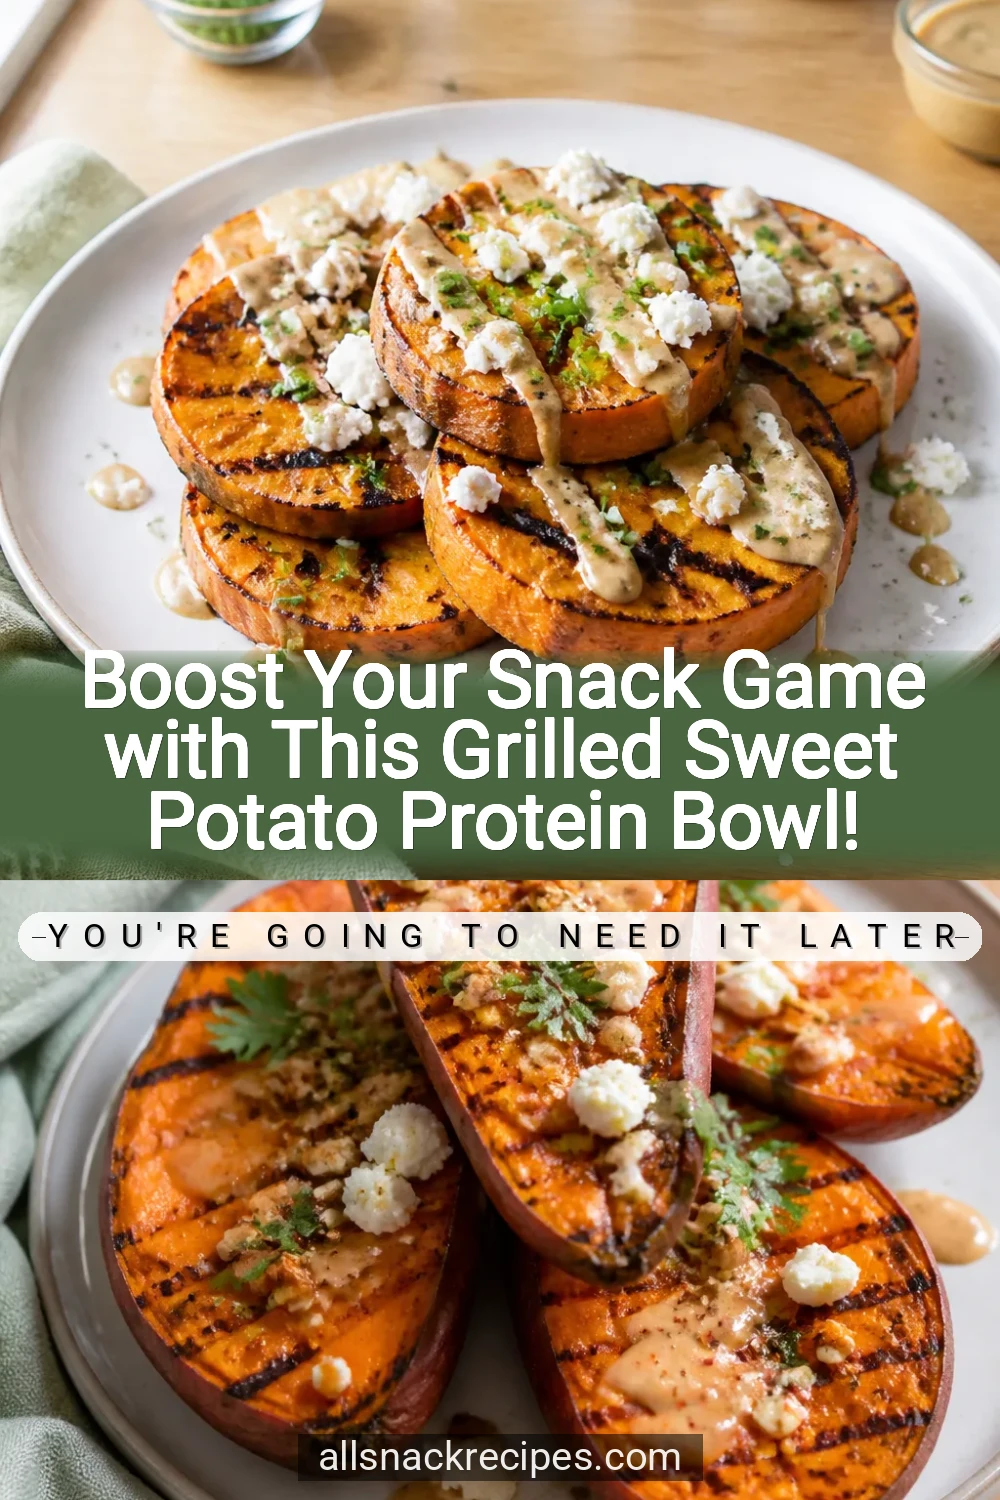 Boost Your Snack Game
with This Grilled Sweet
Potato Protein Bowl!
-YOU'RE GOING TO NEED IT LATER-
allsnackrecipes.com